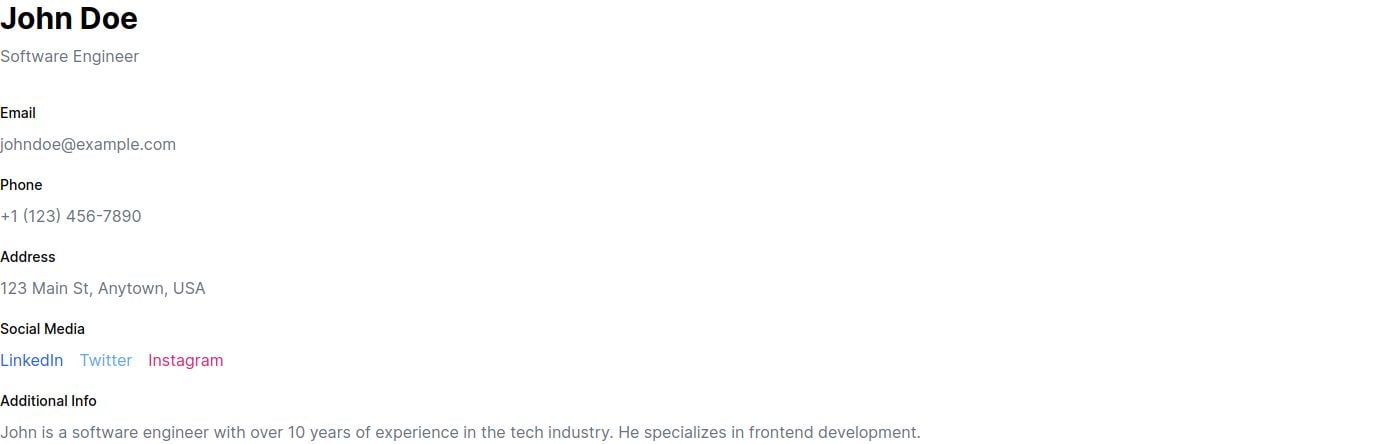 John Doe
Software Engineer
Email
johndoe@example.com
Phone
+1 (123) 456-7890
Address
123 Main St, Anytown, USA
Social Media
LinkedIn Twitter Instagram
Additional Info
John is a software engineer with over 10 years of experience in the tech industry. He specializes in frontend development.